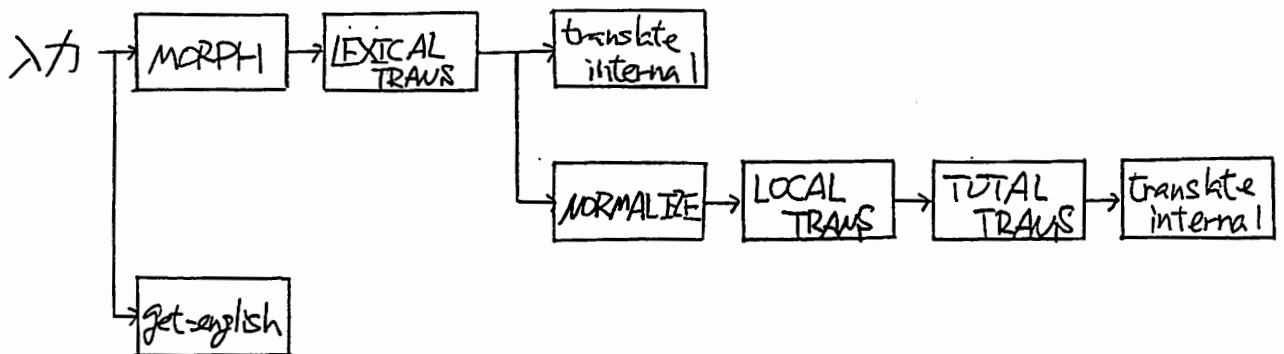 入力
MORPH
LEXICAL
TRANS
translate
internal
NORMALIZE
LOCAL
TRANS
TOTAL
TRANS
translate
internal
get-english